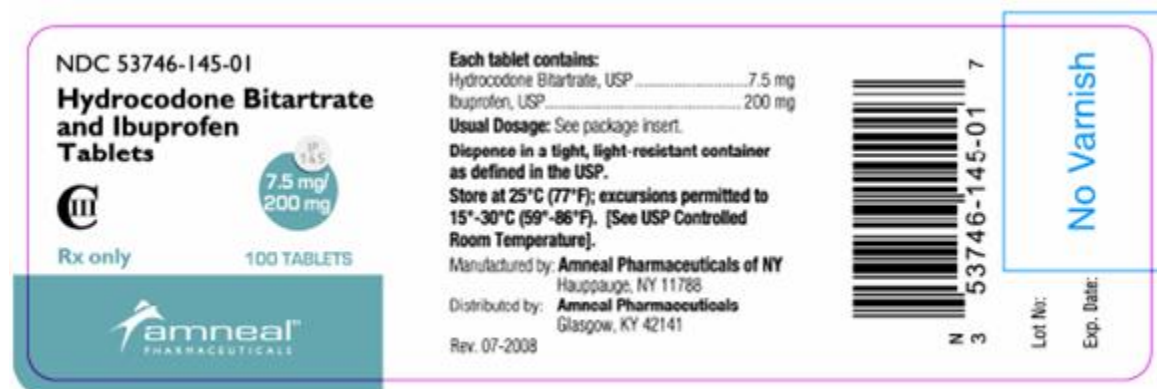 NDC 53746-145-01
Hydrocodone Bitartrate
and Ibuprofen
Tablets
IP
145
7.5 mg/
200 mg
CIII
Rx only
100 TABLETS
amneal
PHARMACEUTICALS
Each tablet contains:
Hydrocodone Bitartrate, USP ..............................7.5 mg
Ibuprofen, USP.................................................... 200 mg
Usual Dosage: See package insert.
Dispence in a tight, light-resistant container
as defined in the USP.
Store at 25°C (77°F); excursions permitted to
15°-30°C (59°-86°F). [See USP Controlled
Room Temperature].
Manufactured by: Amneal Pharmaceuticals of NY
Hauppauge, NY 11788
Distributed by: Amneal Pharmaceuticals
Glasgow, KY 42141
Rev. 07-2008
N
3
53746-145-01
7
Lot No:
Exp. Date:
No Varnish